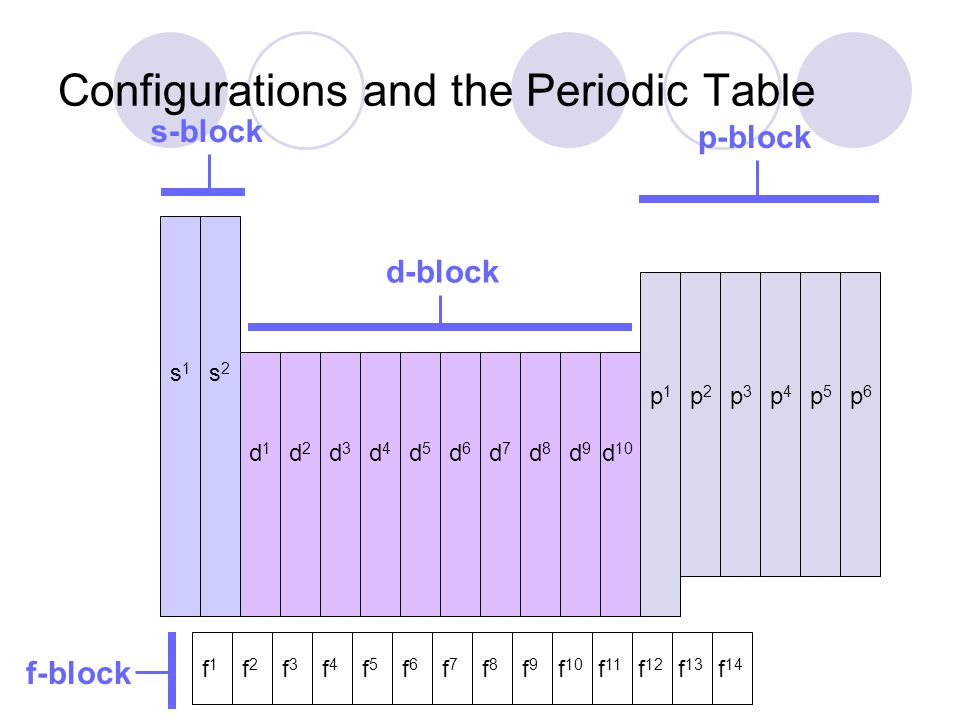 Configurations and the Periodic Table
s-block
p-block
d-block
s¹ s²
p¹ p² p³ p⁴ p⁵ p⁶
d¹ d² d³ d⁴ d⁵ d⁶ d⁷ d⁸ d⁹ d¹⁰
f-block
f¹ f² f³ f⁴ f⁵ f⁶ f⁷ f⁸ f⁹ f¹⁰ f¹¹ f¹² f¹³ f¹⁴